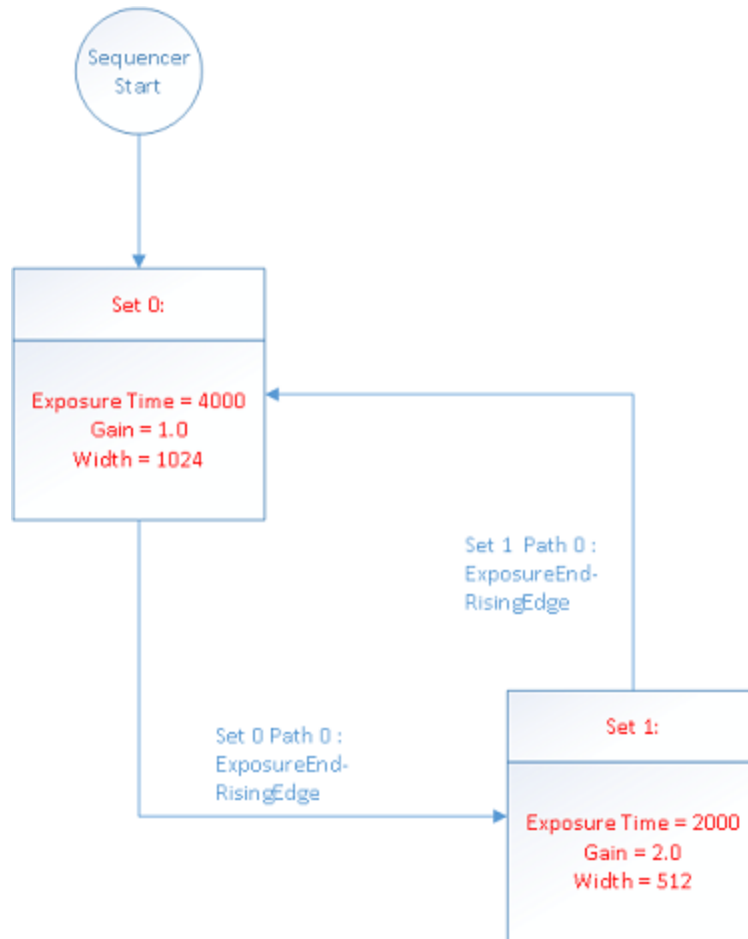 Sequencer
Start
Set 0:
Exposure Time = 4000
Gain = 1.0
Width = 1024
Set 1 Path 0 :
ExposureEnd-
RisingEdge
Set 0 Path 0 :
ExposureEnd-
RisingEdge
Set 1:
Exposure Time = 2000
Gain = 2.0
Width = 512